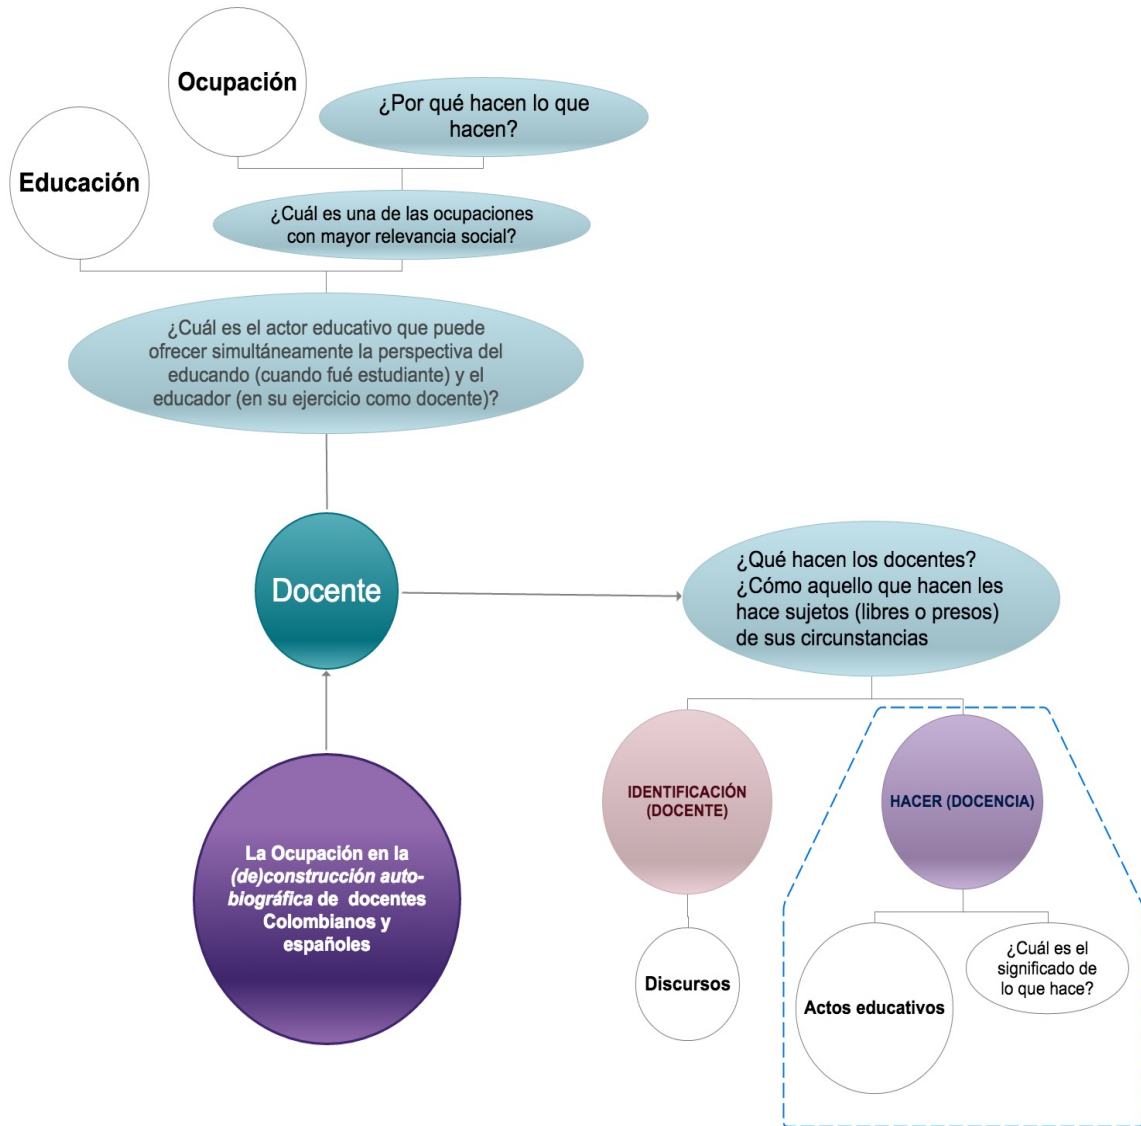 Ocupación
¿Por qué hacen lo que
hacen?
Educación
¿Cuál es una de las ocupaciones
con mayor relevancia social?
¿Cuál es el actor educativo que puede
ofrecer simultáneamente la perspectiva del
educando (cuando fué estudiante) y el
educador (en su ejercicio como docente)?
Docente
¿Qué hacen los docentes?
¿Cómo aquello que hacen les
hace sujetos (libres o presos)
de sus circunstancias
IDENTIFICACIÓN
(DOCENTE)
HACER (DOCENCIA)
La Ocupación en la
(de)construcción auto-
biográfica de docentes
Colombianos y
españoles
Discursos
Actos educativos
¿Cuál es el
significado de
lo que hace?